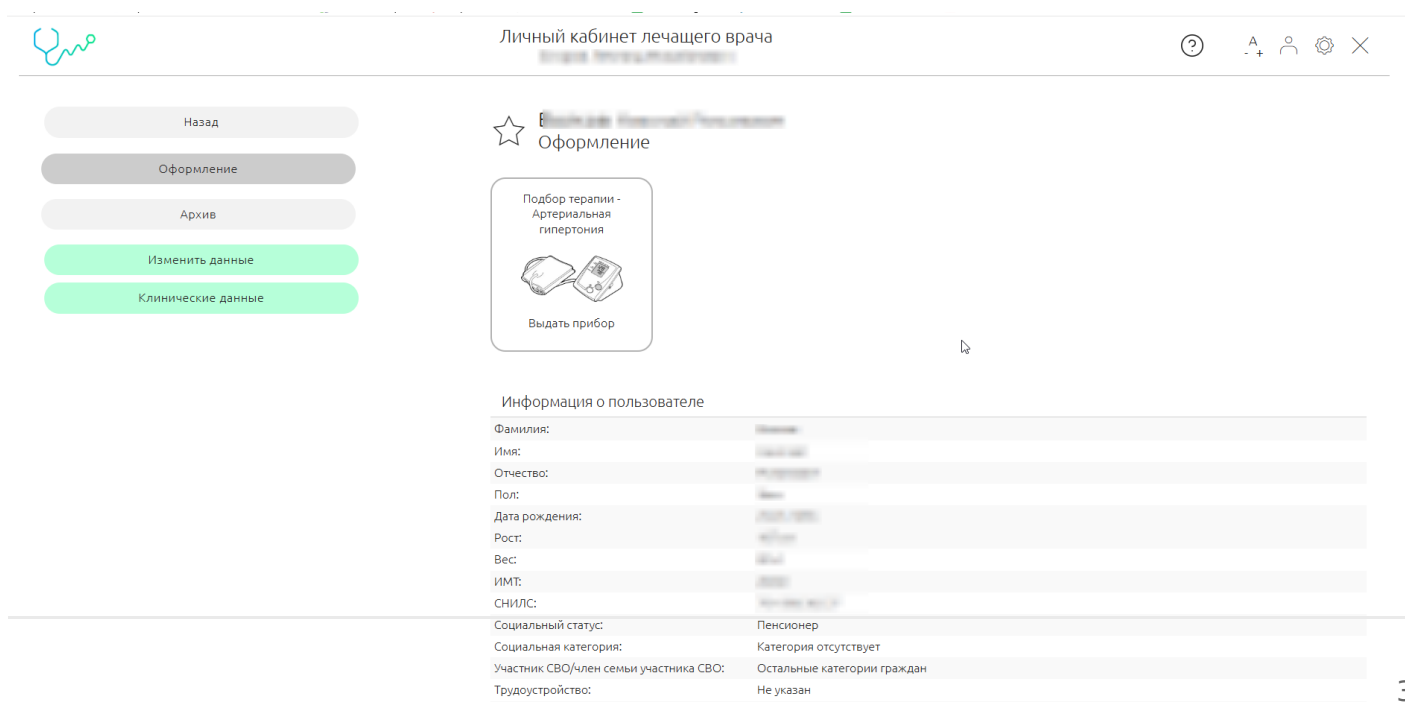 Личный кабинет лечащего врача
Назад
Оформление
Архив
Изменить данные
Клинические данные
Оформление
Подбор терапии -
Артериальная
гипертония
Выдать прибор
Информация о пользователе
Фамилия:
Имя:
Отчество:
Пол:
Дата рождения:
Рост:
Вес:
ИМТ:
СНИЛС:
Социальный статус: Пенсионер
Социальная категория: Категория отсутствует
Участник СВО/член семьи участника СВО: Остальные категории граждан
Трудоустройство: Не указан